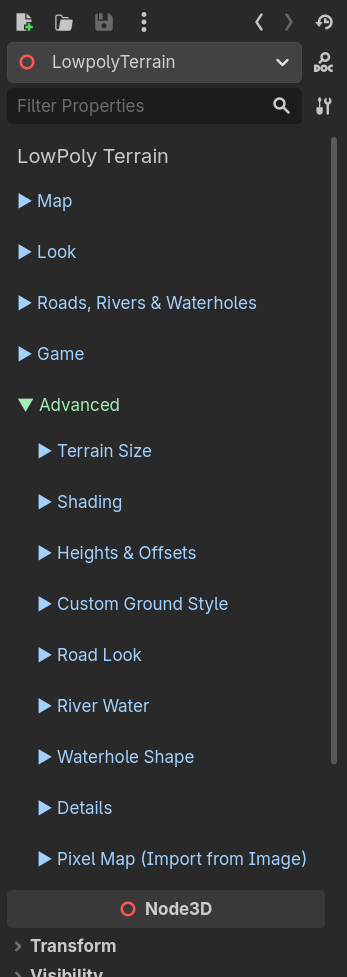 LowpolyTerrain
DOC
Filter Properties
LowPoly Terrain
Map
Look
Roads, Rivers & Waterholes
Game
Advanced
Terrain Size
Shading
Heights & Offsets
Custom Ground Style
Road Look
River Water
Waterhole Shape
Details
Pixel Map (Import from Image)
Node3D
Transform
Visibility